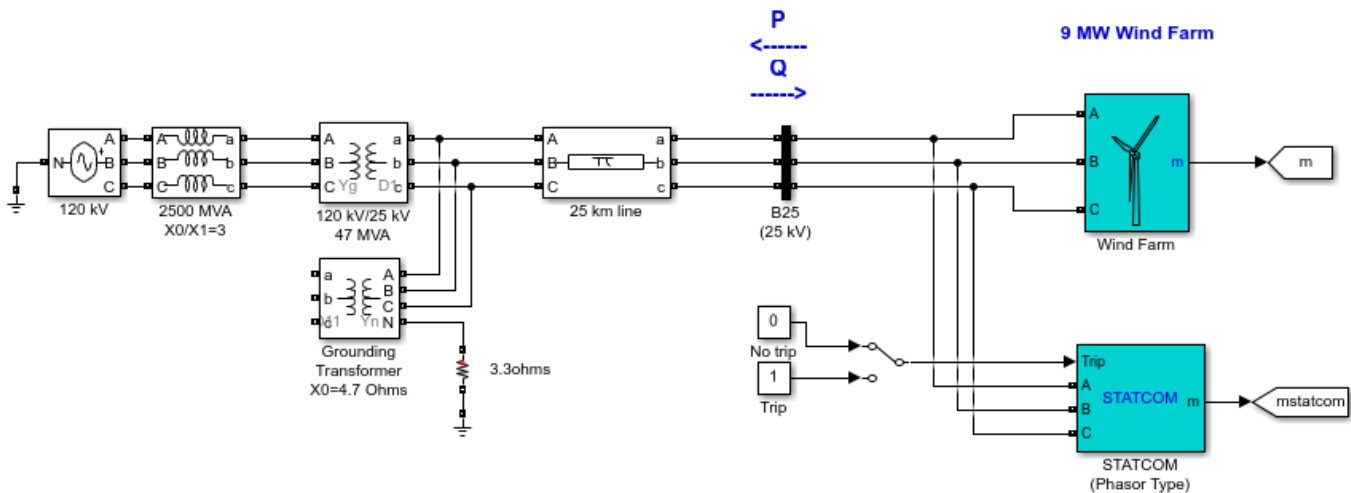 P
<------
Q
------>
9 MW Wind Farm
N
A
B
C
120 kV
A
B
C
a
b
c
2500 MVA
X0/X1=3
A
B
C
a
b
c
Yg
D1
120 kV/25 kV
47 MVA
A
B
C
a
b
c
25 km line
B25
(25 kV)
A
B
C
m
Wind Farm
m
a
b
c
A
B
C
N
Yn
Grounding
Transformer
X0=4.7 Ohms
3.3ohms
0
No trip
1
Trip
Trip
A
B
C
STATCOM
m
STATCOM
(Phasor Type)
mstatcom